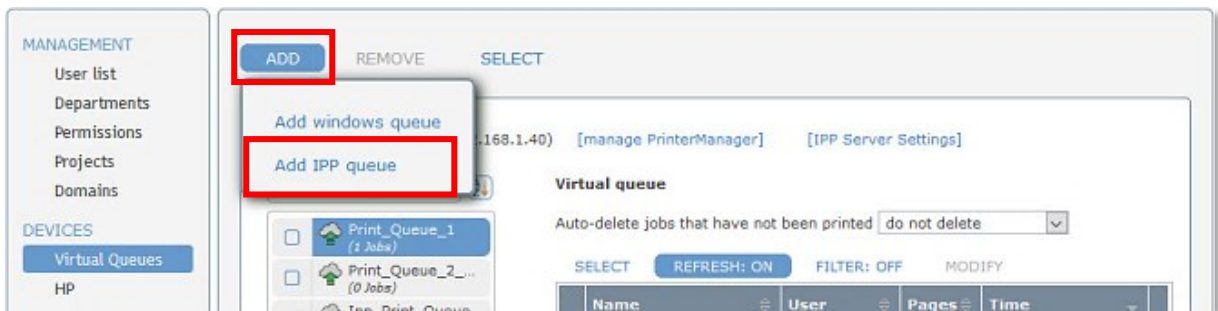 MANAGEMENT
User list
Departments
Permissions
Projects
Domains
DEVICES
Virtual Queues
HP
ADD REMOVE SELECT
Add windows queue
Add IPP queue
.168.1.40) [manage PrinterManager] [IPP Server Settings]
Print_Queue_1
(1 Jobs)
Print_Queue_2_...
(0 Jobs)
Ipp_Print_Queue
Virtual queue
Auto-delete jobs that have not been printed do not delete
SELECT REFRESH: ON FILTER: OFF MODIFY
Name User Pages Time